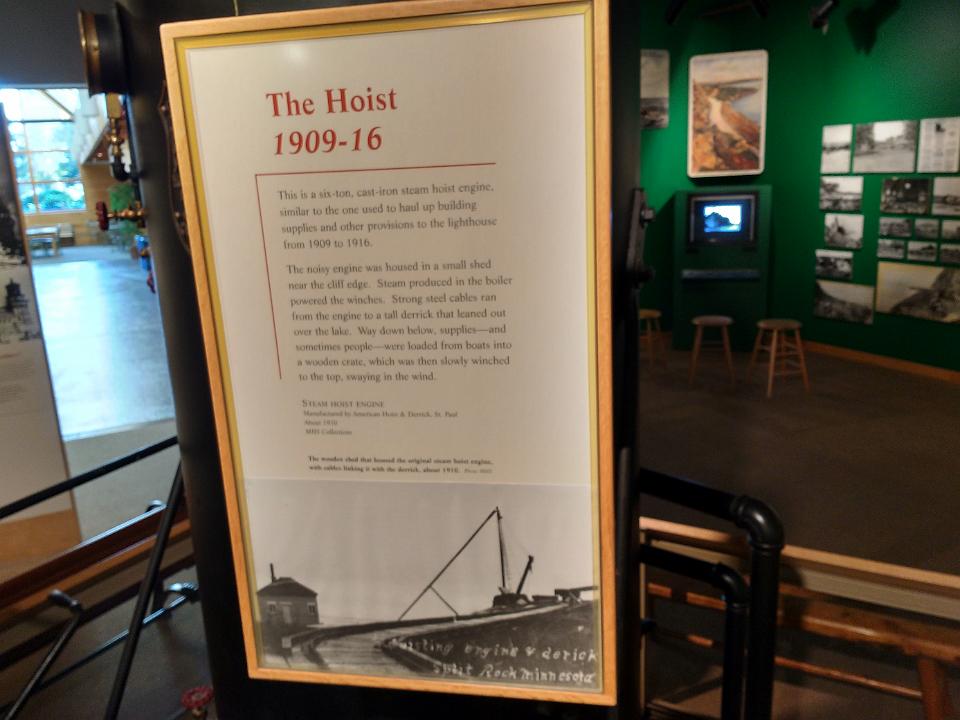 The Hoist
1909-16
This is a six-ton, cast-iron steam hoist engine,
similar to the one used to haul up building
supplies and other provisions to the lighthouse
from 1909 to 1916.
The noisy engine was housed in a small shed
near the cliff edge. Steam produced in the boiler
powered the winches. Strong steel cables ran
from the engine to a tall derrick that leaned out
over the lake. Way down below, supplies—and
sometimes people—were loaded from boats into
a wooden crate, which was then slowly winched
to the top, swaying in the wind.
STEAM HOIST ENGINE
Manufactured by American Hoist & Derrick, St. Paul
About 1910
MHS Collections
The wooden shed that housed the original steam hoist engine,
with cables linking it with the derrick, about 1910. Photo MHS
Hoisting engine & derick
Split Rock Minnesota